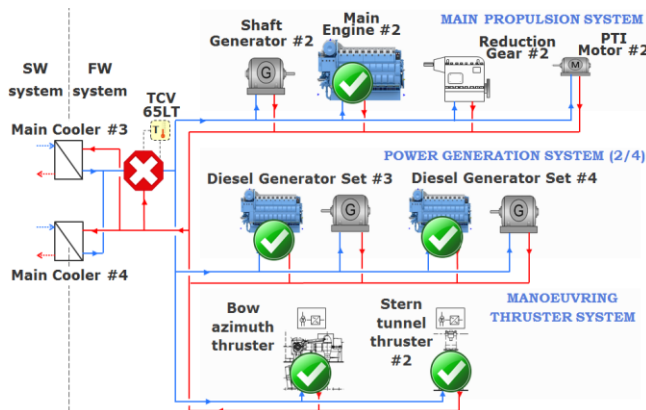 MAIN PROPULSION SYSTEM
Shaft
Generator #2
Main
Engine #2
Reduction
Gear #2
PTI
Motor #2
G
M
SW
system
FW
system
TCV
65LT
T
Main Cooler #3
POWER GENERATION SYSTEM (2/4)
Diesel Generator Set #3
Diesel Generator Set #4
G
G
Main Cooler #4
MANOEUVRING
THRUSTER SYSTEM
Bow
azimuth
thruster
Stern
tunnel
thruster
#2